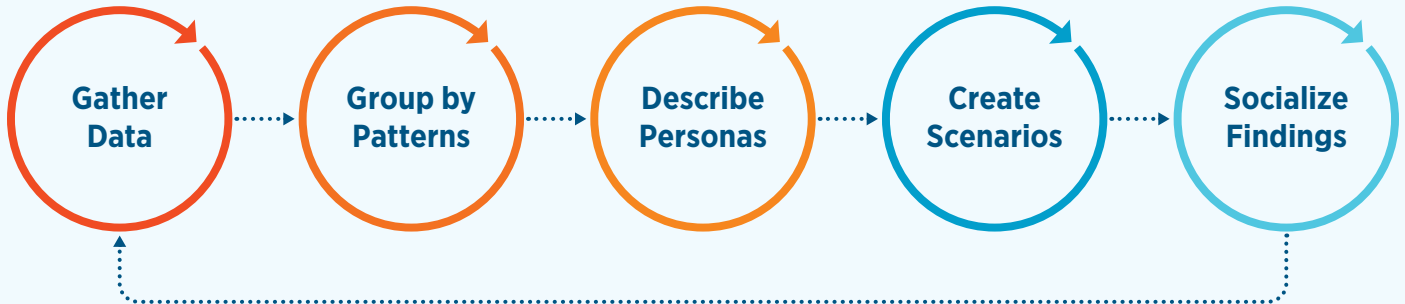 Gather
Data
Group by
Patterns
Describe
Personas
Create
Scenarios
Socialize
Findings